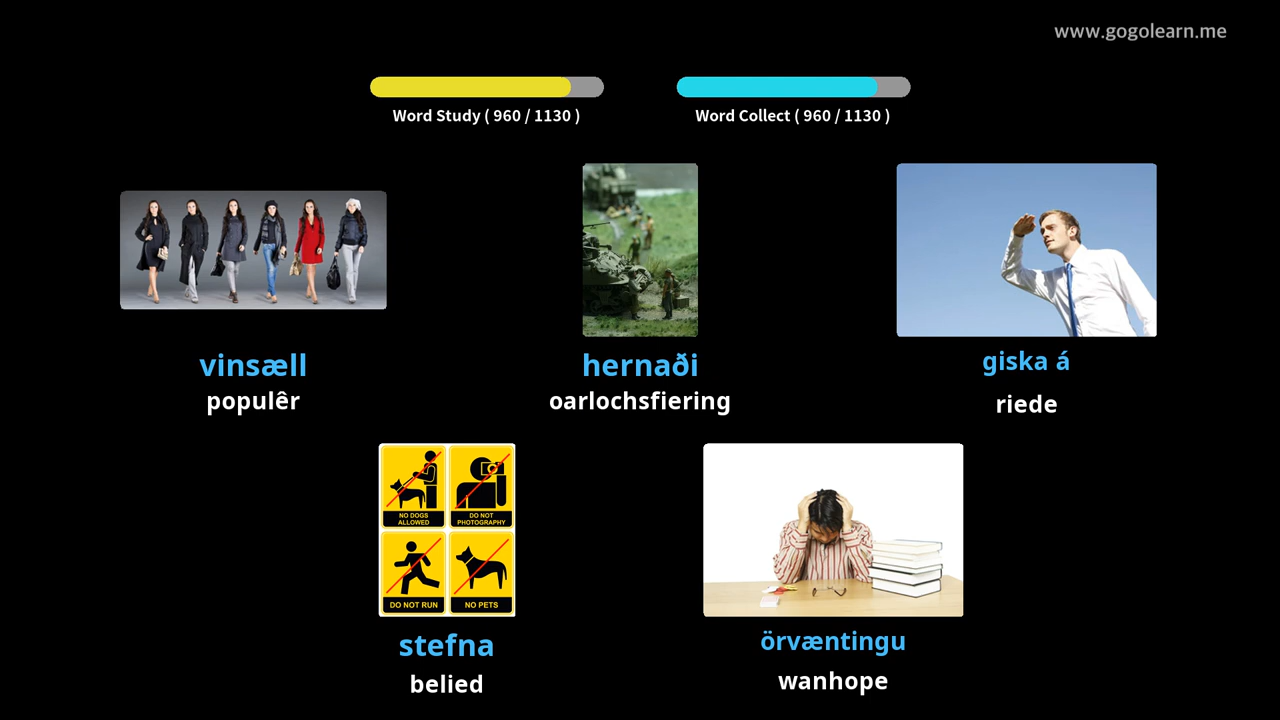 www.gogolearn.me
Word Study ( 960 / 1130 )
Word Collect ( 960 / 1130 )
vinsæll
populêr
hernaði
oarlochsfiering
giska á
riede
NO DOGS
ALLOWED
DO NOT
PHOTOGRAPHY
DO NOT RUN
NO PETS
stefna
belied
örvæntingu
wanhope